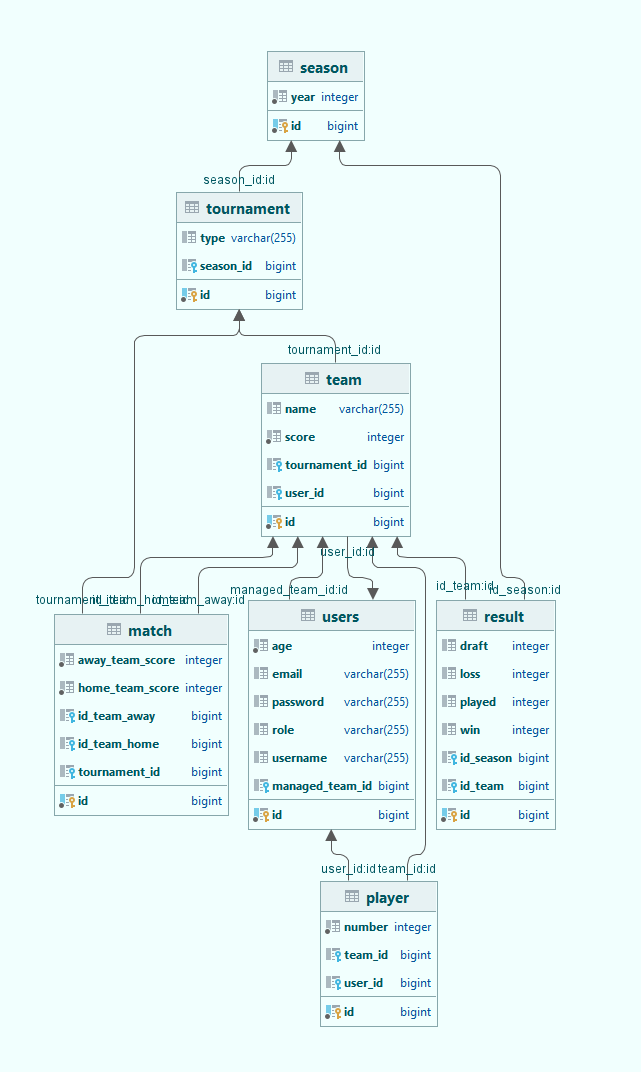 season
year integer
id bigint
season_id:id
tournament
type varchar(255)
season_id bigint
id bigint
tournament_id:id
team
name varchar(255)
score integer
tournament_id bigint
user_id bigint
id bigint
user_id:id
id_team:id
id_season:id
managed_team_id:id
tournament_id:id
id_team_home:id
id_team_away:id
match
away_team_score integer
home_team_score integer
id_team_away bigint
id_team_home bigint
tournament_id bigint
id bigint
users
age integer
email varchar(255)
password varchar(255)
role varchar(255)
username varchar(255)
managed_team_id bigint
id bigint
result
draft integer
loss integer
played integer
win integer
id_season bigint
id_team bigint
id bigint
user_id:id team_id:id
player
number integer
team_id bigint
user_id bigint
id bigint